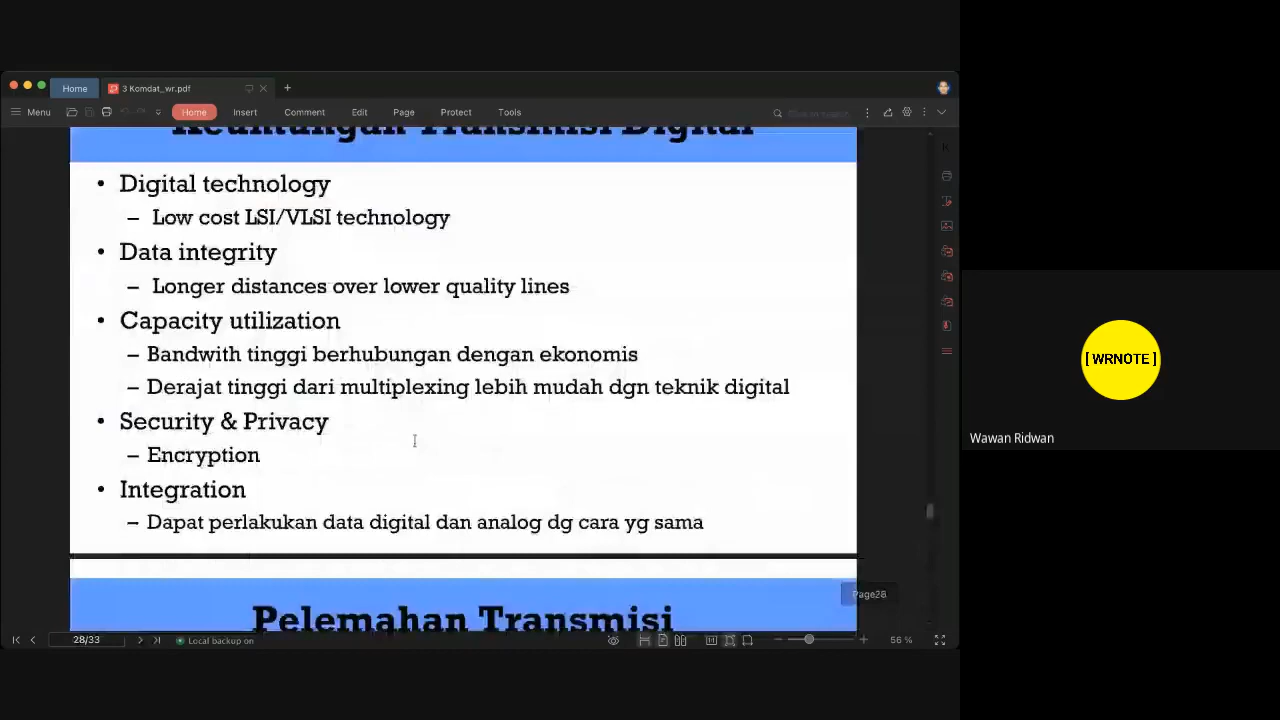 Home
3 Komdat_wr.pdf
Menu
Home
Insert
Comment
Edit
Page
Protect
Tools
Keuntungan Transmisi Digital
• Digital technology
– Low cost LSI/VLSI technology
• Data integrity
– Longer distances over lower quality lines
• Capacity utilization
– Bandwith tinggi berhubungan dengan ekonomis
– Derajat tinggi dari multiplexing lebih mudah dgn teknik digital
• Security & Privacy
– Encryption
• Integration
– Dapat perlakukan data digital dan analog dg cara yg sama
Page28
Pelemahan Transmisi
28/33
Local backup on
56 %
[ WRNOTE ]
Wawan Ridwan